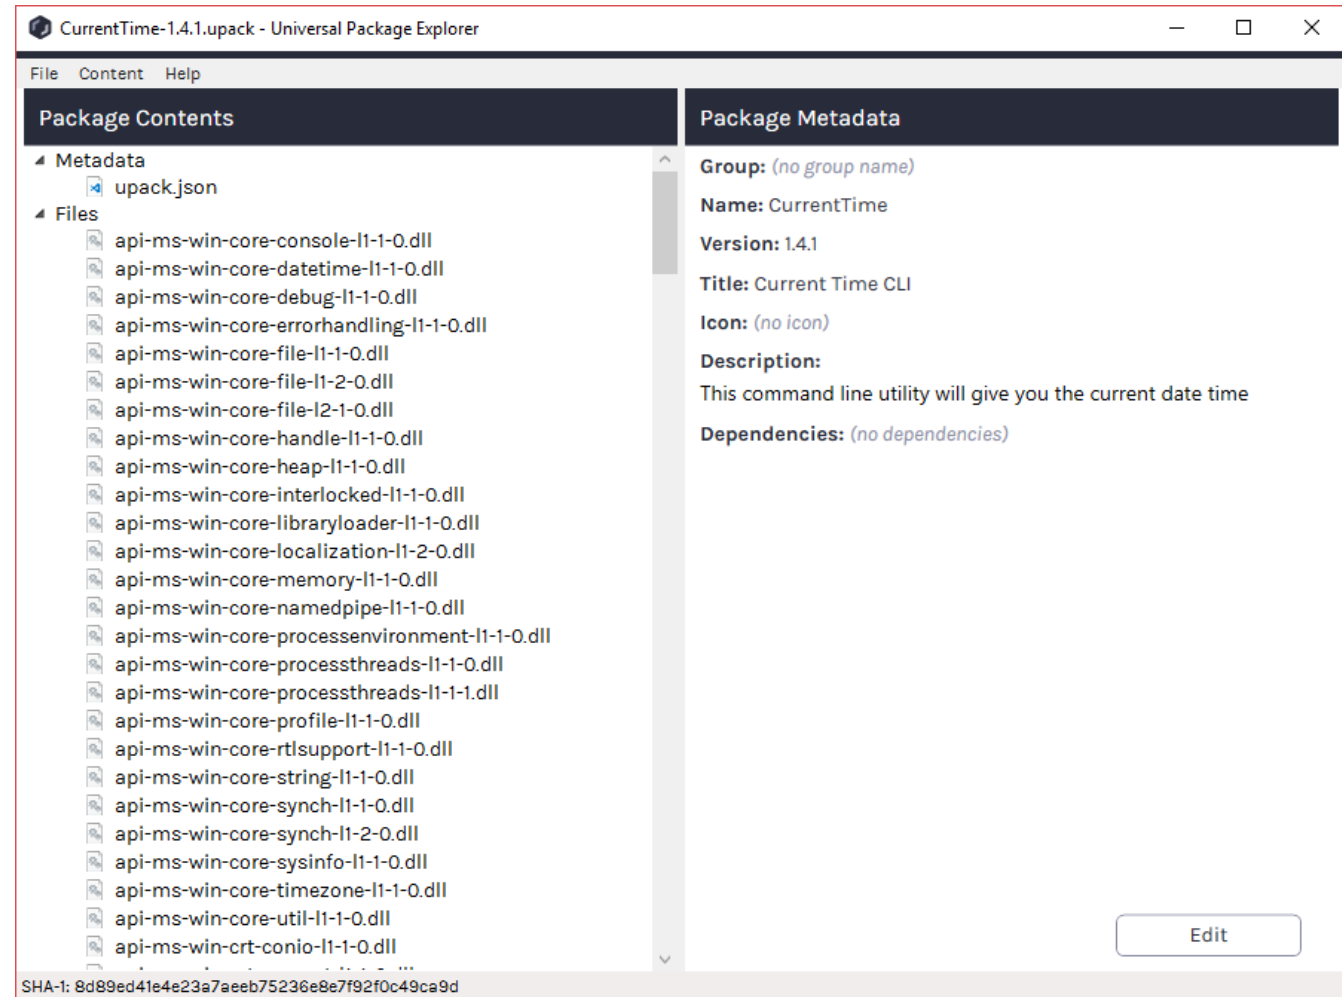 CurrentTime-1.4.1.upack - Universal Package Explorer
File Content Help
Package Contents
Metadata
upack.json
Files
api-ms-win-core-console-l1-1-0.dll
api-ms-win-core-datetime-l1-1-0.dll
api-ms-win-core-debug-l1-1-0.dll
api-ms-win-core-errorhandling-l1-1-0.dll
api-ms-win-core-file-l1-1-0.dll
api-ms-win-core-file-l1-2-0.dll
api-ms-win-core-file-l2-1-0.dll
api-ms-win-core-handle-l1-1-0.dll
api-ms-win-core-heap-l1-1-0.dll
api-ms-win-core-interlocked-l1-1-0.dll
api-ms-win-core-libraryloader-l1-1-0.dll
api-ms-win-core-localization-l1-2-0.dll
api-ms-win-core-memory-l1-1-0.dll
api-ms-win-core-namedpipe-l1-1-0.dll
api-ms-win-core-processenvironment-l1-1-0.dll
api-ms-win-core-processthreads-l1-1-0.dll
api-ms-win-core-processthreads-l1-1-1.dll
api-ms-win-core-profile-l1-1-0.dll
api-ms-win-core-rtlsupport-l1-1-0.dll
api-ms-win-core-string-l1-1-0.dll
api-ms-win-core-synch-l1-1-0.dll
api-ms-win-core-synch-l1-2-0.dll
api-ms-win-core-sysinfo-l1-1-0.dll
api-ms-win-core-timezone-l1-1-0.dll
api-ms-win-core-util-l1-1-0.dll
api-ms-win-crt-conio-l1-1-0.dll
Package Metadata
Group: (no group name)
Name: CurrentTime
Version: 1.4.1
Title: Current Time CLI
Icon: (no icon)
Description:
This command line utility will give you the current date time
Dependencies: (no dependencies)
Edit
SHA-1: 8d89ed41e4e23a7aeeb75236e8e7f92f0c49ca9d